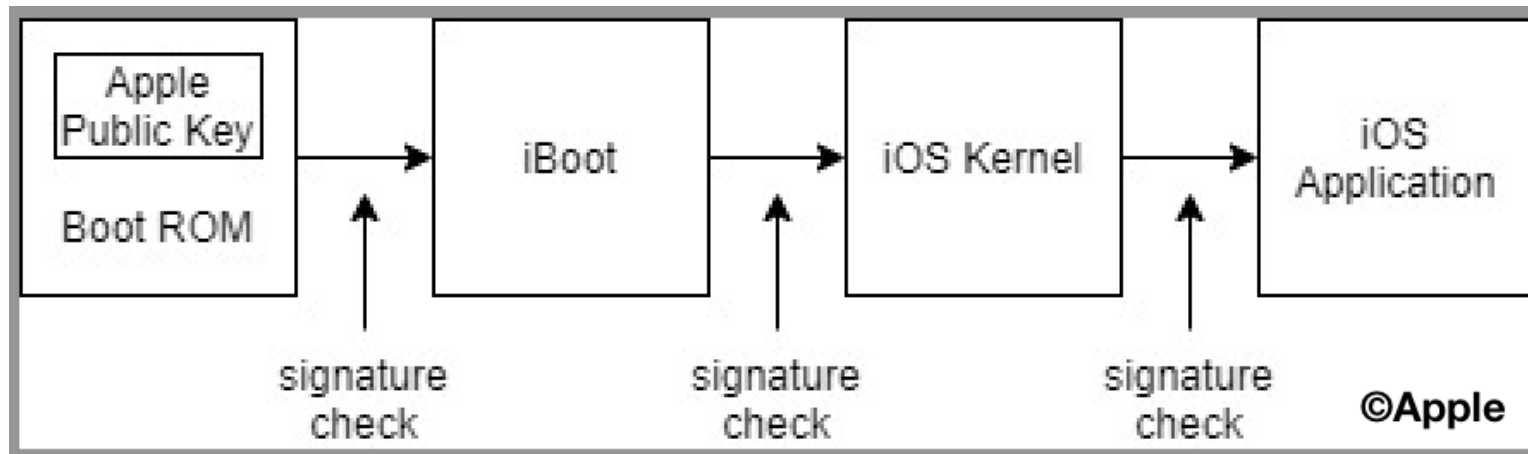 Apple
Public Key
Boot ROM
iBoot
iOS Kernel
iOS
Application
signature
check
signature
check
signature
check
©Apple